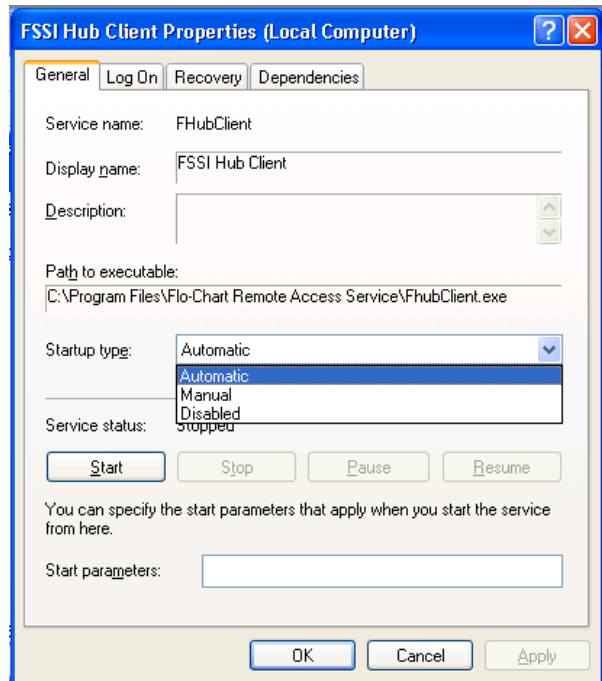 FSSI Hub Client Properties (Local Computer)
General Log On Recovery Dependencies
Service name: FHubClient
Display name: FSSI Hub Client
Description:
Path to executable:
C:\Program Files\Flo-Chart Remote Access Service\FhubClient.exe
Startup type: Automatic
Automatic
Manual
Disabled
Service status: Stopped
Start Stop Pause Resume
You can specify the start parameters that apply when you start the service
from here.
Start parameters:
OK Cancel Apply